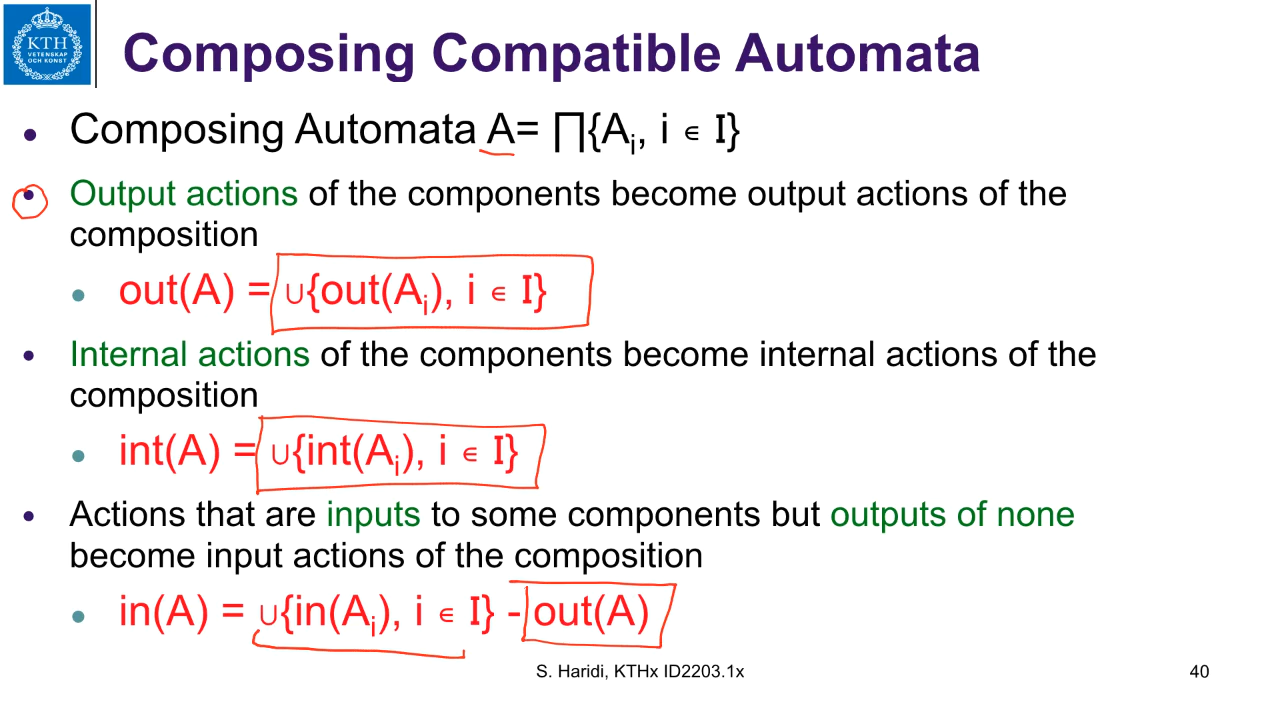 KTH
VETENSKAP
OCH KONST
Composing Compatible Automata
• Composing Automata A= ∏{Ai, i ∊ I}
• Output actions of the components become output actions of the
composition
• out(A) = ∪{out(Ai), i ∊ I}
• Internal actions of the components become internal actions of the
composition
• int(A) = ∪{int(Ai), i ∊ I}
• Actions that are inputs to some components but outputs of none
become input actions of the composition
• in(A) = ∪{in(Ai), i ∊ I} - out(A)
S. Haridi, KTHx ID2203.1x
40